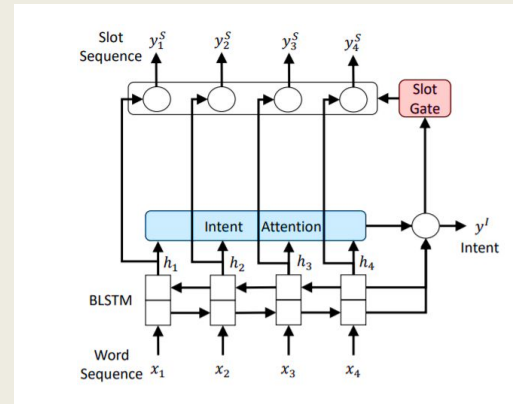 Slot
Sequence
y₁ˢ y₂ˢ y₃ˢ y₄ˢ
Slot
Gate
Intent Attention
yᴵ
Intent
h₁ h₂ h₃ h₄
BLSTM
Word
Sequence x₁ x₂ x₃ x₄